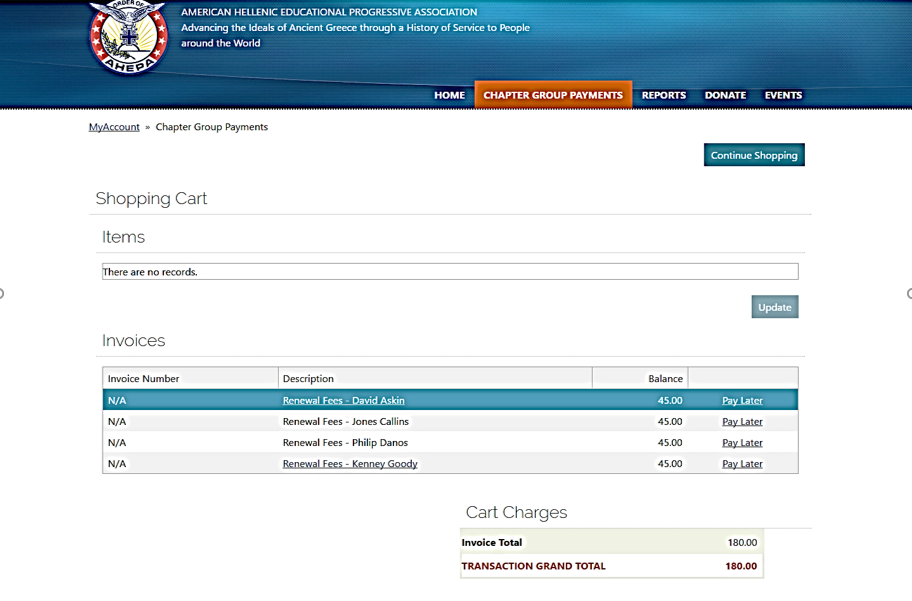 ORDER OF
AHEPA
AMERICAN HELLENIC EDUCATIONAL PROGRESSIVE ASSOCIATION
Advancing the Ideals of Ancient Greece through a History of Service to People
around the World
HOME CHAPTER GROUP PAYMENTS REPORTS DONATE EVENTS
MyAccount » Chapter Group Payments
Continue Shopping
Shopping Cart
Items
There are no records.
Update
Invoices
Invoice Number Description Balance
N/A Renewal Fees - David Askin 45.00 Pay Later
N/A Renewal Fees - Jones Callins 45.00 Pay Later
N/A Renewal Fees - Philip Danos 45.00 Pay Later
N/A Renewal Fees - Kenney Goody 45.00 Pay Later
Cart Charges
Invoice Total 180.00
TRANSACTION GRAND TOTAL 180.00